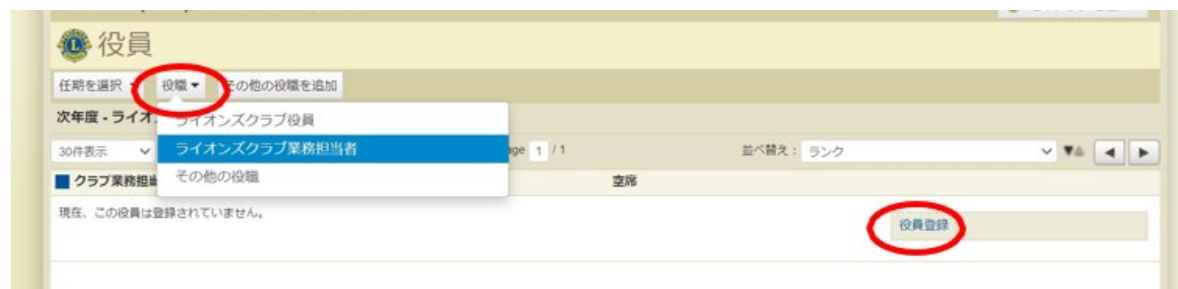 役員
任期を選択 役職▼ その他の役職を追加
次年度 - ライオ
ライオンズクラブ役員
ライオンズクラブ業務担当者
その他の役職
30件表示 age 1 / 1 並べ替え： ランク
クラブ業務担当 空席
現在、この役員は登録されていません。
役員登録